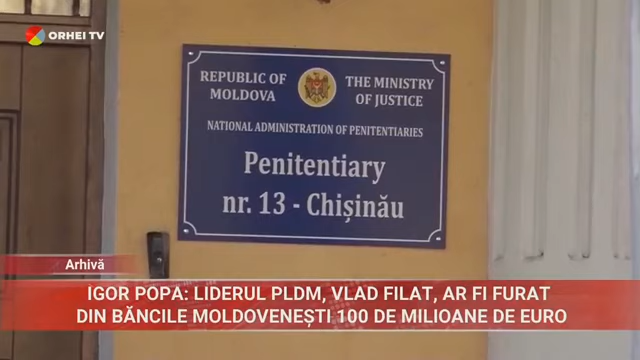 ORHEI TV
REPUBLIC OF MOLDOVA
THE MINISTRY OF JUSTICE
NATIONAL ADMINISTRATION OF PENITENTIARIES
Penitentiary
nr. 13 - Chișinău
Arhivă
IGOR POPA: LIDERUL PLDM, VLAD FILAT, AR FI FURAT
DIN BĂNCILE MOLDOVENEȘTI 100 DE MILIOANE DE EURO